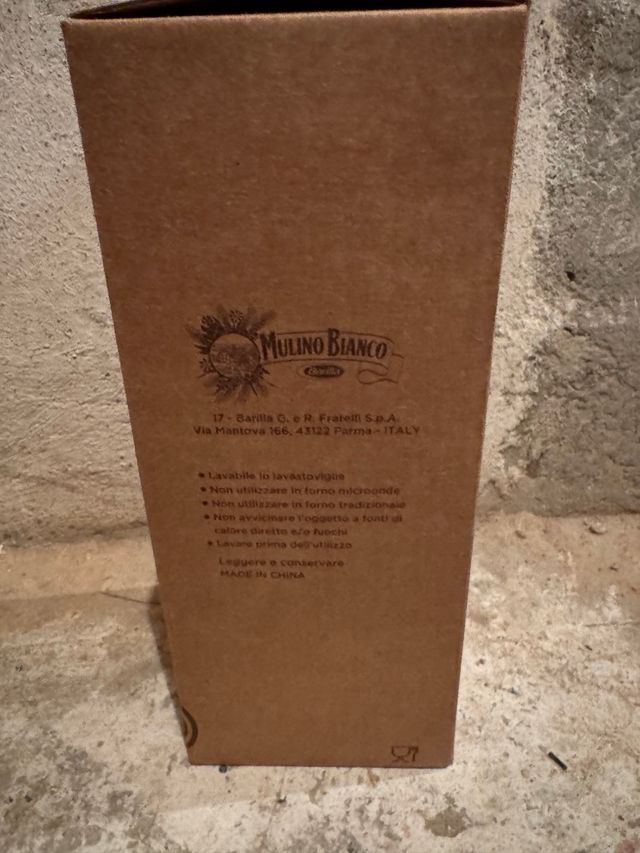 MULINO BIANCO
Barilla
17 - Barilla G. e R. Fratelli S.p.A.
Via Mantova 166, 43122 Parma - ITALY
• Lavabile in lavastoviglie
• Non utilizzare in forno microonde
• Non utilizzare in forno tradizionale
• Non avvicinare l'oggetto a fonti di
calore diretto e/o fuochi
• Lavare prima dell'utilizzo
Leggere e conservare
MADE IN CHINA